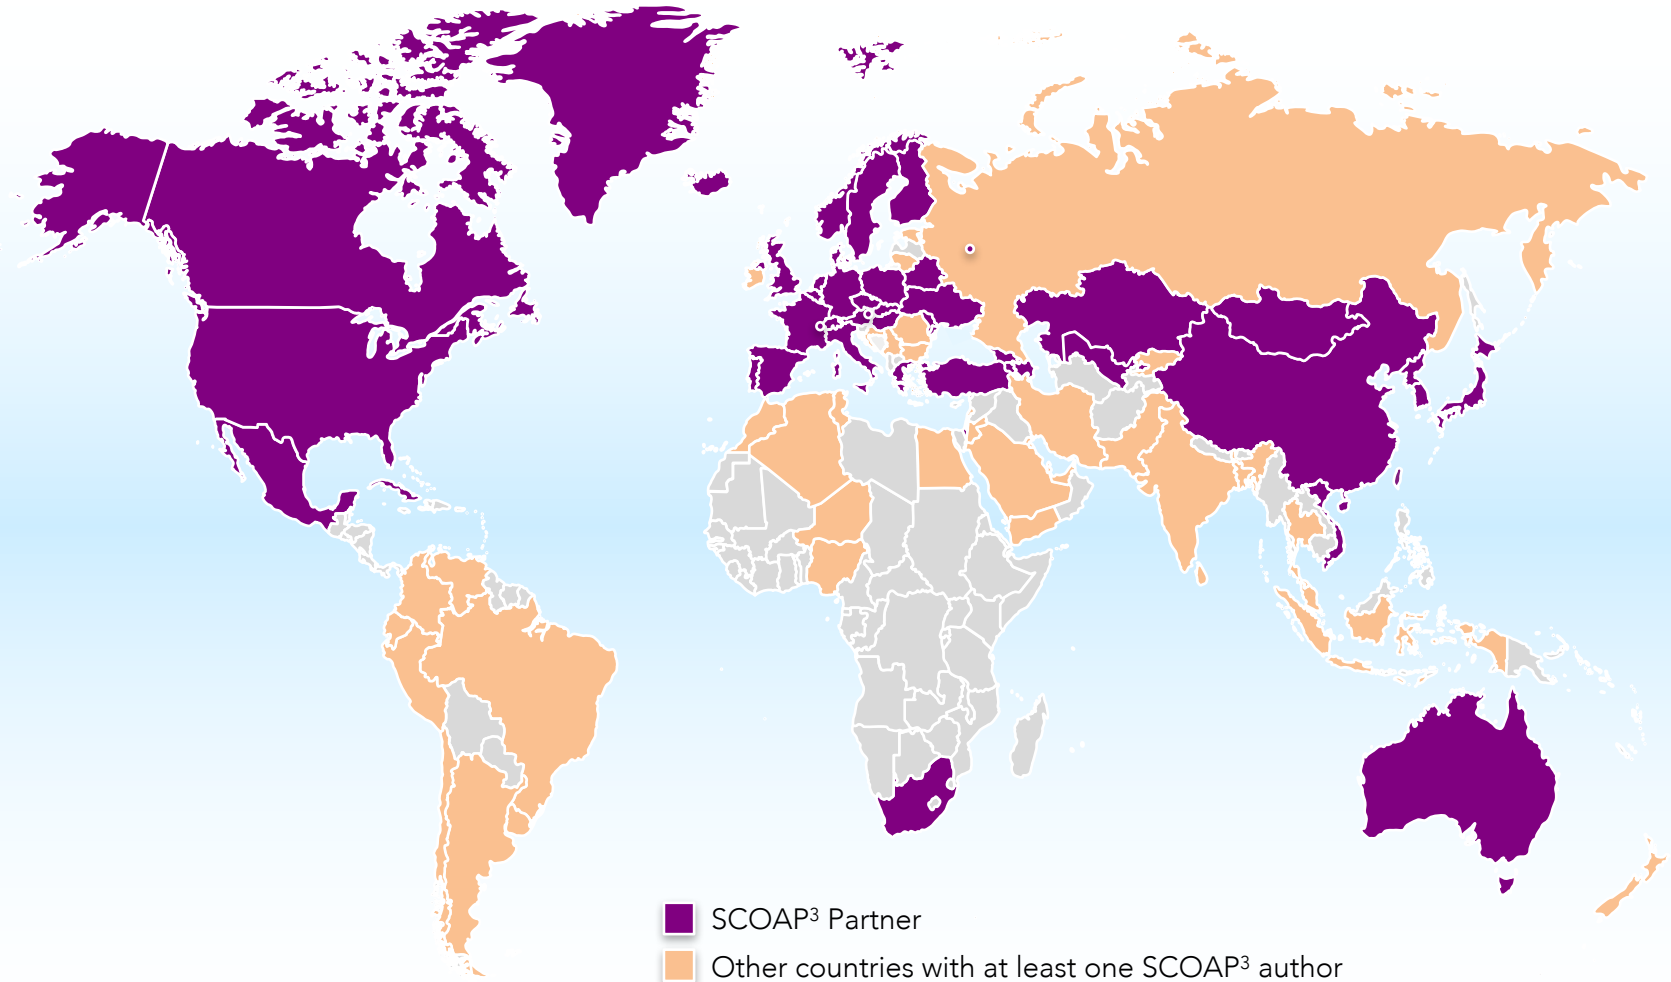 SCOAP³ Partner
Other countries with at least one SCOAP³ author